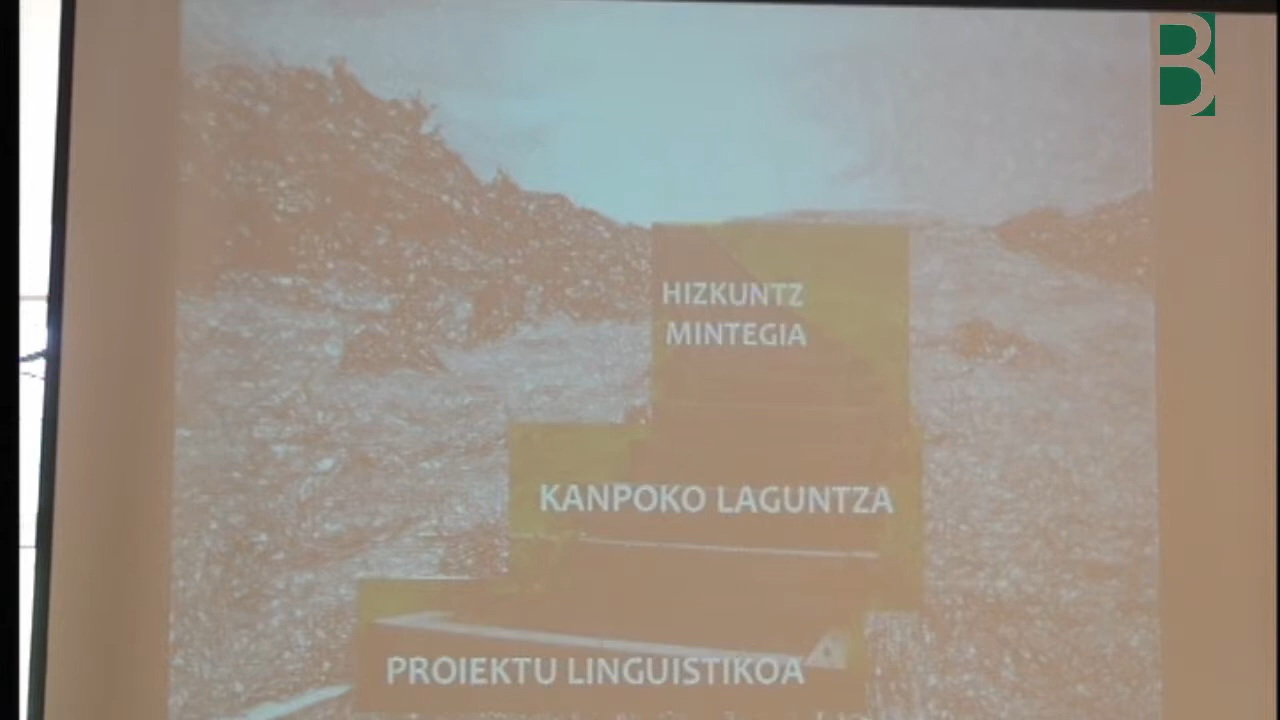 B
HIZKUNTZ
MINTEGIA
KANPOKO LAGUNTZA
PROIEKTU LINGUISTIKOA